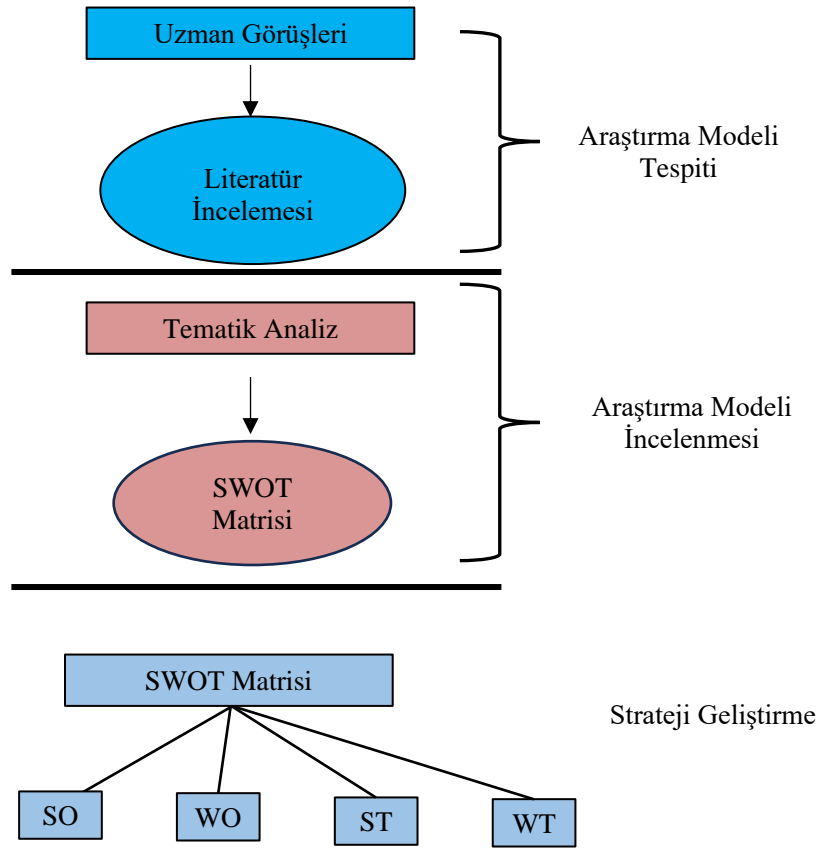 Uzman Görüşleri
Literatür
İncelemesi
Araştırma Modeli
Tespiti
Tematik Analiz
SWOT
Matrisi
Araştırma Modeli
İncelenmesi
SWOT Matrisi
Strateji Geliştirme
SO
WO
ST
WT